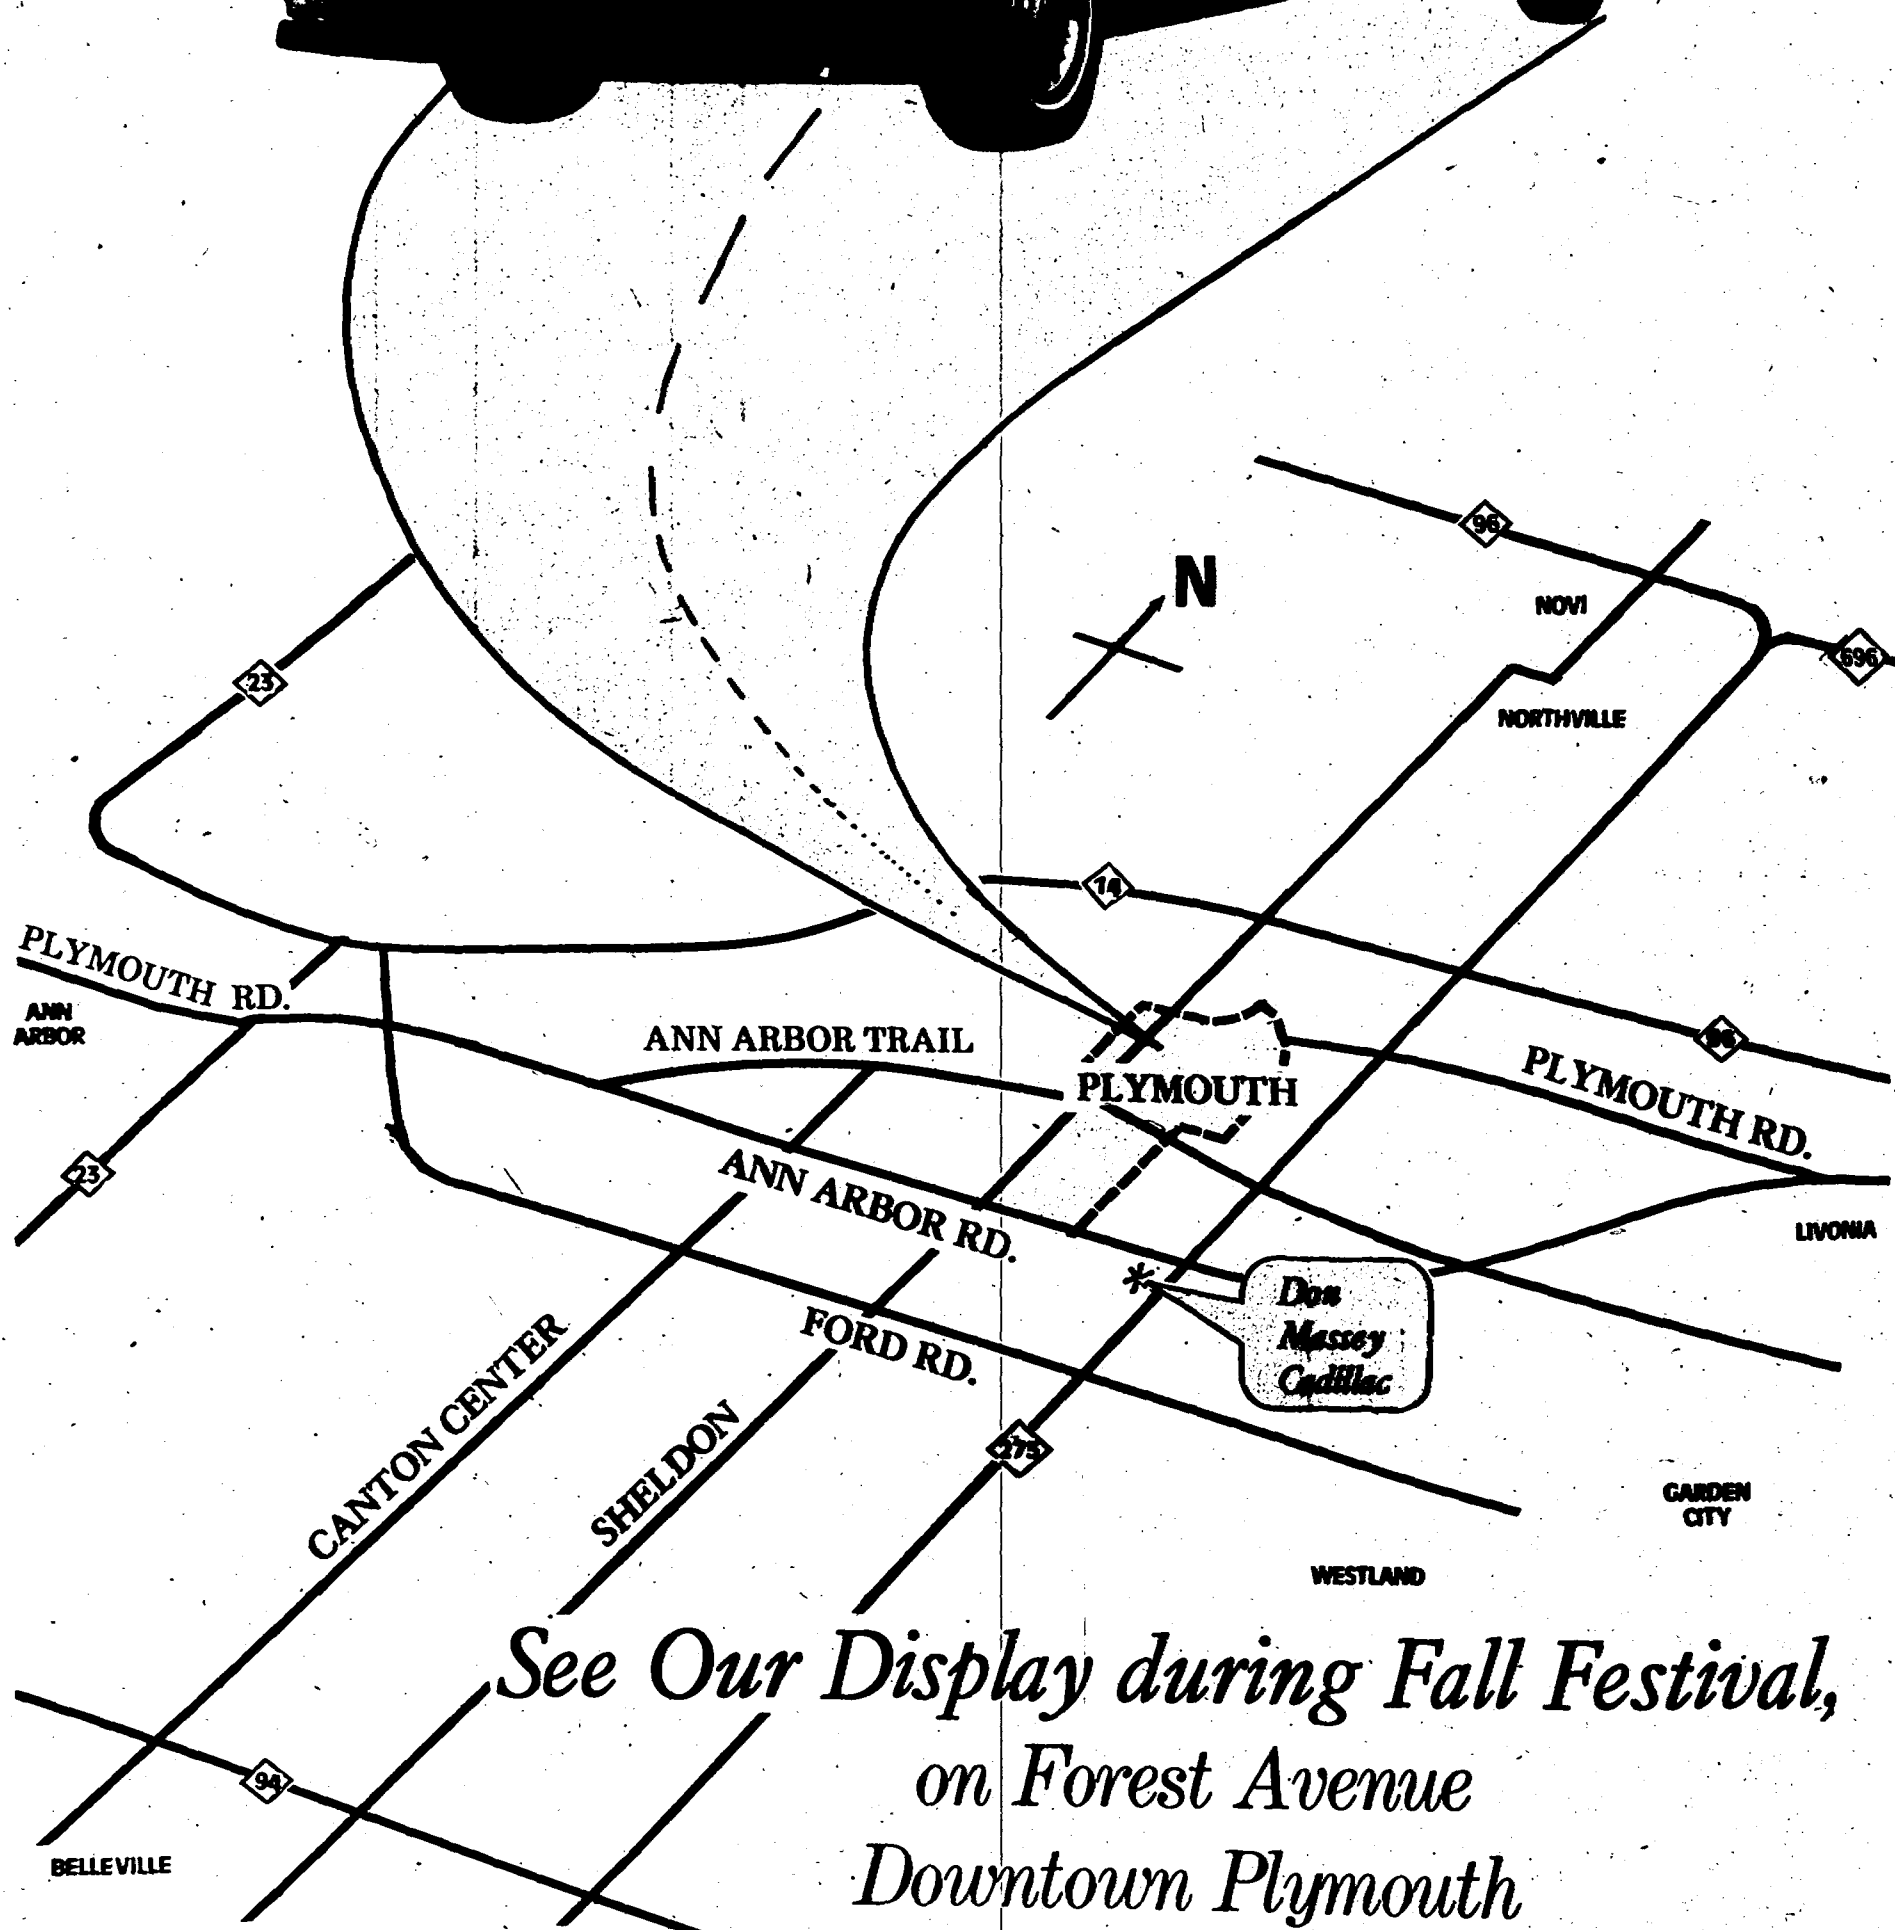 96
N
NOVI
696
23
NORTHVILLE
14
PLYMOUTH RD.
ANN
ARBOR
ANN ARBOR TRAIL
96
PLYMOUTH
PLYMOUTH RD.
23
ANN ARBOR RD.
LIVONIA
*
Don
Massey
Cadillac
FORD RD.
CANTON CENTER
SHELDON
275
GARDEN
CITY
WESTLAND
See Our Display during Fall Festival,
on Forest Avenue
Downtown Plymouth
94
BELLEVILLE